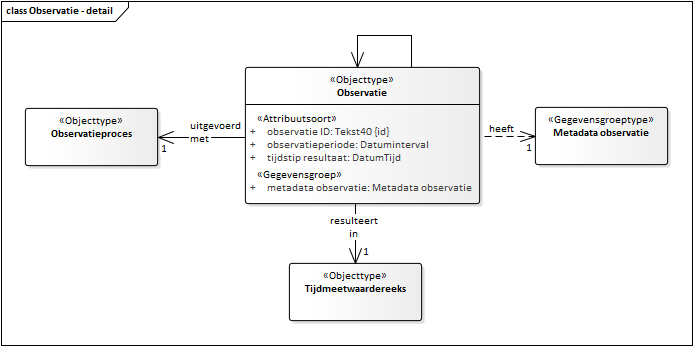 class Observatie - detail
«Objecttype»
Observatie
«Attribuutsoort»
+ observatie ID: Tekst40 {id}
+ observatieperiode: Datuminterval
+ tijdstip resultaat: DatumTijd
«Gegevensgroep»
+ metadata observatie: Metadata observatie
«Objecttype»
Observatieproces
uitgevoerd
met
1
heeft
1
«Gegevensgroeptype»
Metadata observatie
resulteert
in
1
«Objecttype»
Tijdmeetwaardereeks